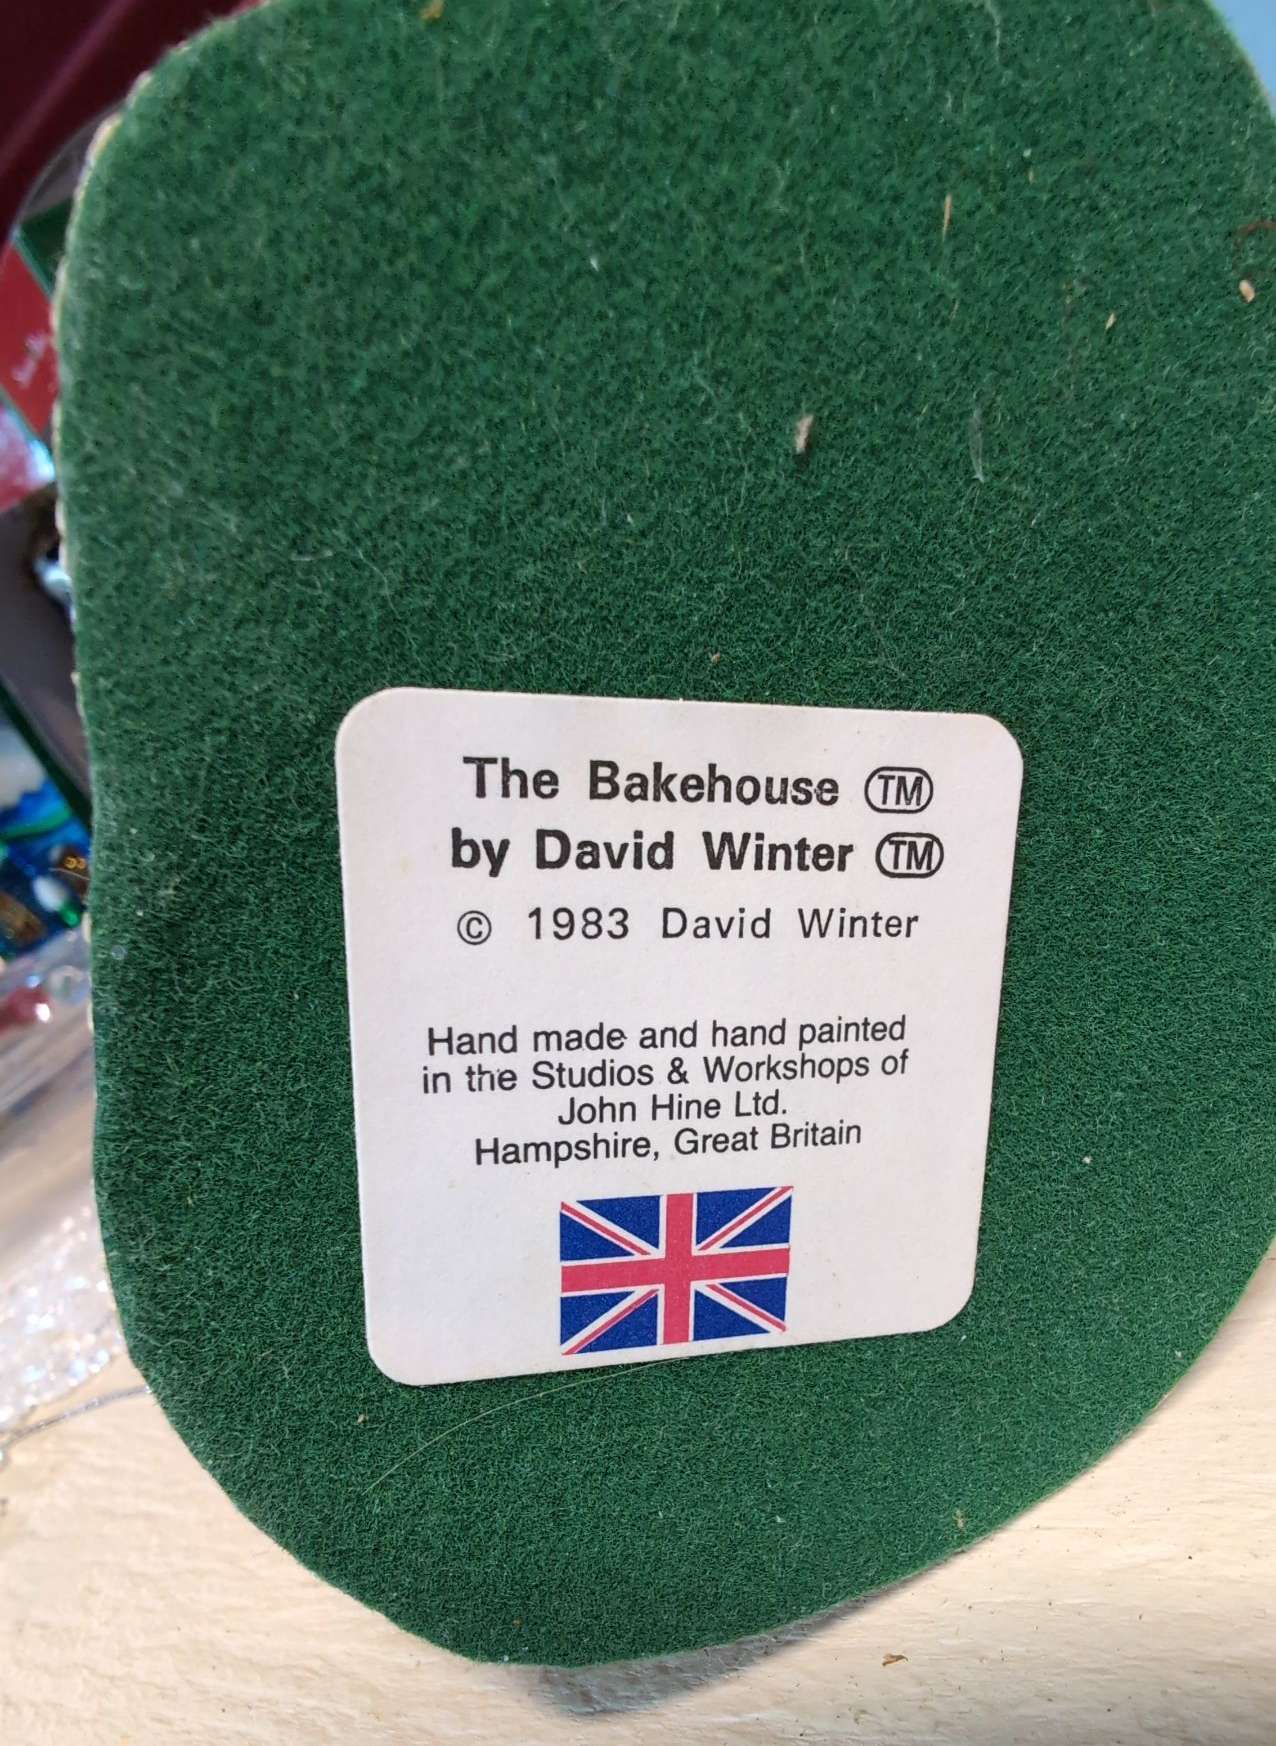 The Bakehouse TM
by David Winter TM
© 1983 David Winter
Hand made and hand painted
in the Studios & Workshops of
John Hine Ltd.
Hampshire, Great Britain